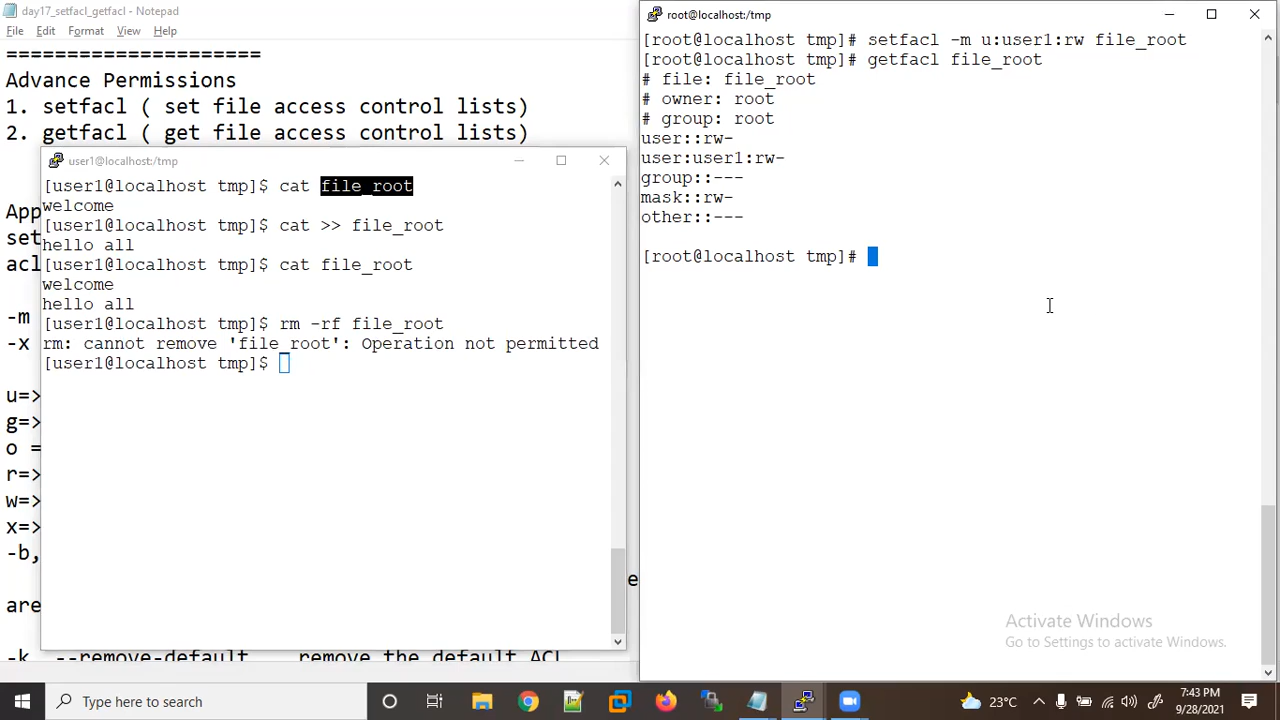 day17_setfacl_getfacl - Notepad
File Edit Format View Help
===================
Advance Permissions
1. setfacl ( set file access control lists)
2. getfacl ( get file access control lists)
App
set
acl
-m
-x
u=>
g=>
o =
r=>
w=>
x=>
-b,
e
are
-k --remove-default remove the default ACL
user1@localhost:/tmp
[user1@localhost tmp]$ cat file_root
welcome
[user1@localhost tmp]$ cat >> file_root
hello all
[user1@localhost tmp]$ cat file_root
welcome
hello all
[user1@localhost tmp]$ rm -rf file_root
rm: cannot remove 'file_root': Operation not permitted
[user1@localhost tmp]$
root@localhost:/tmp
[root@localhost tmp]# setfacl -m u:user1:rw file_root
[root@localhost tmp]# getfacl file_root
# file: file_root
# owner: root
# group: root
user::rw-
user:user1:rw-
group::---
mask::rw-
other::---
[root@localhost tmp]#
Activate Windows
Go to Settings to activate Windows.
Type here to search
23°C
7:43 PM
9/28/2021